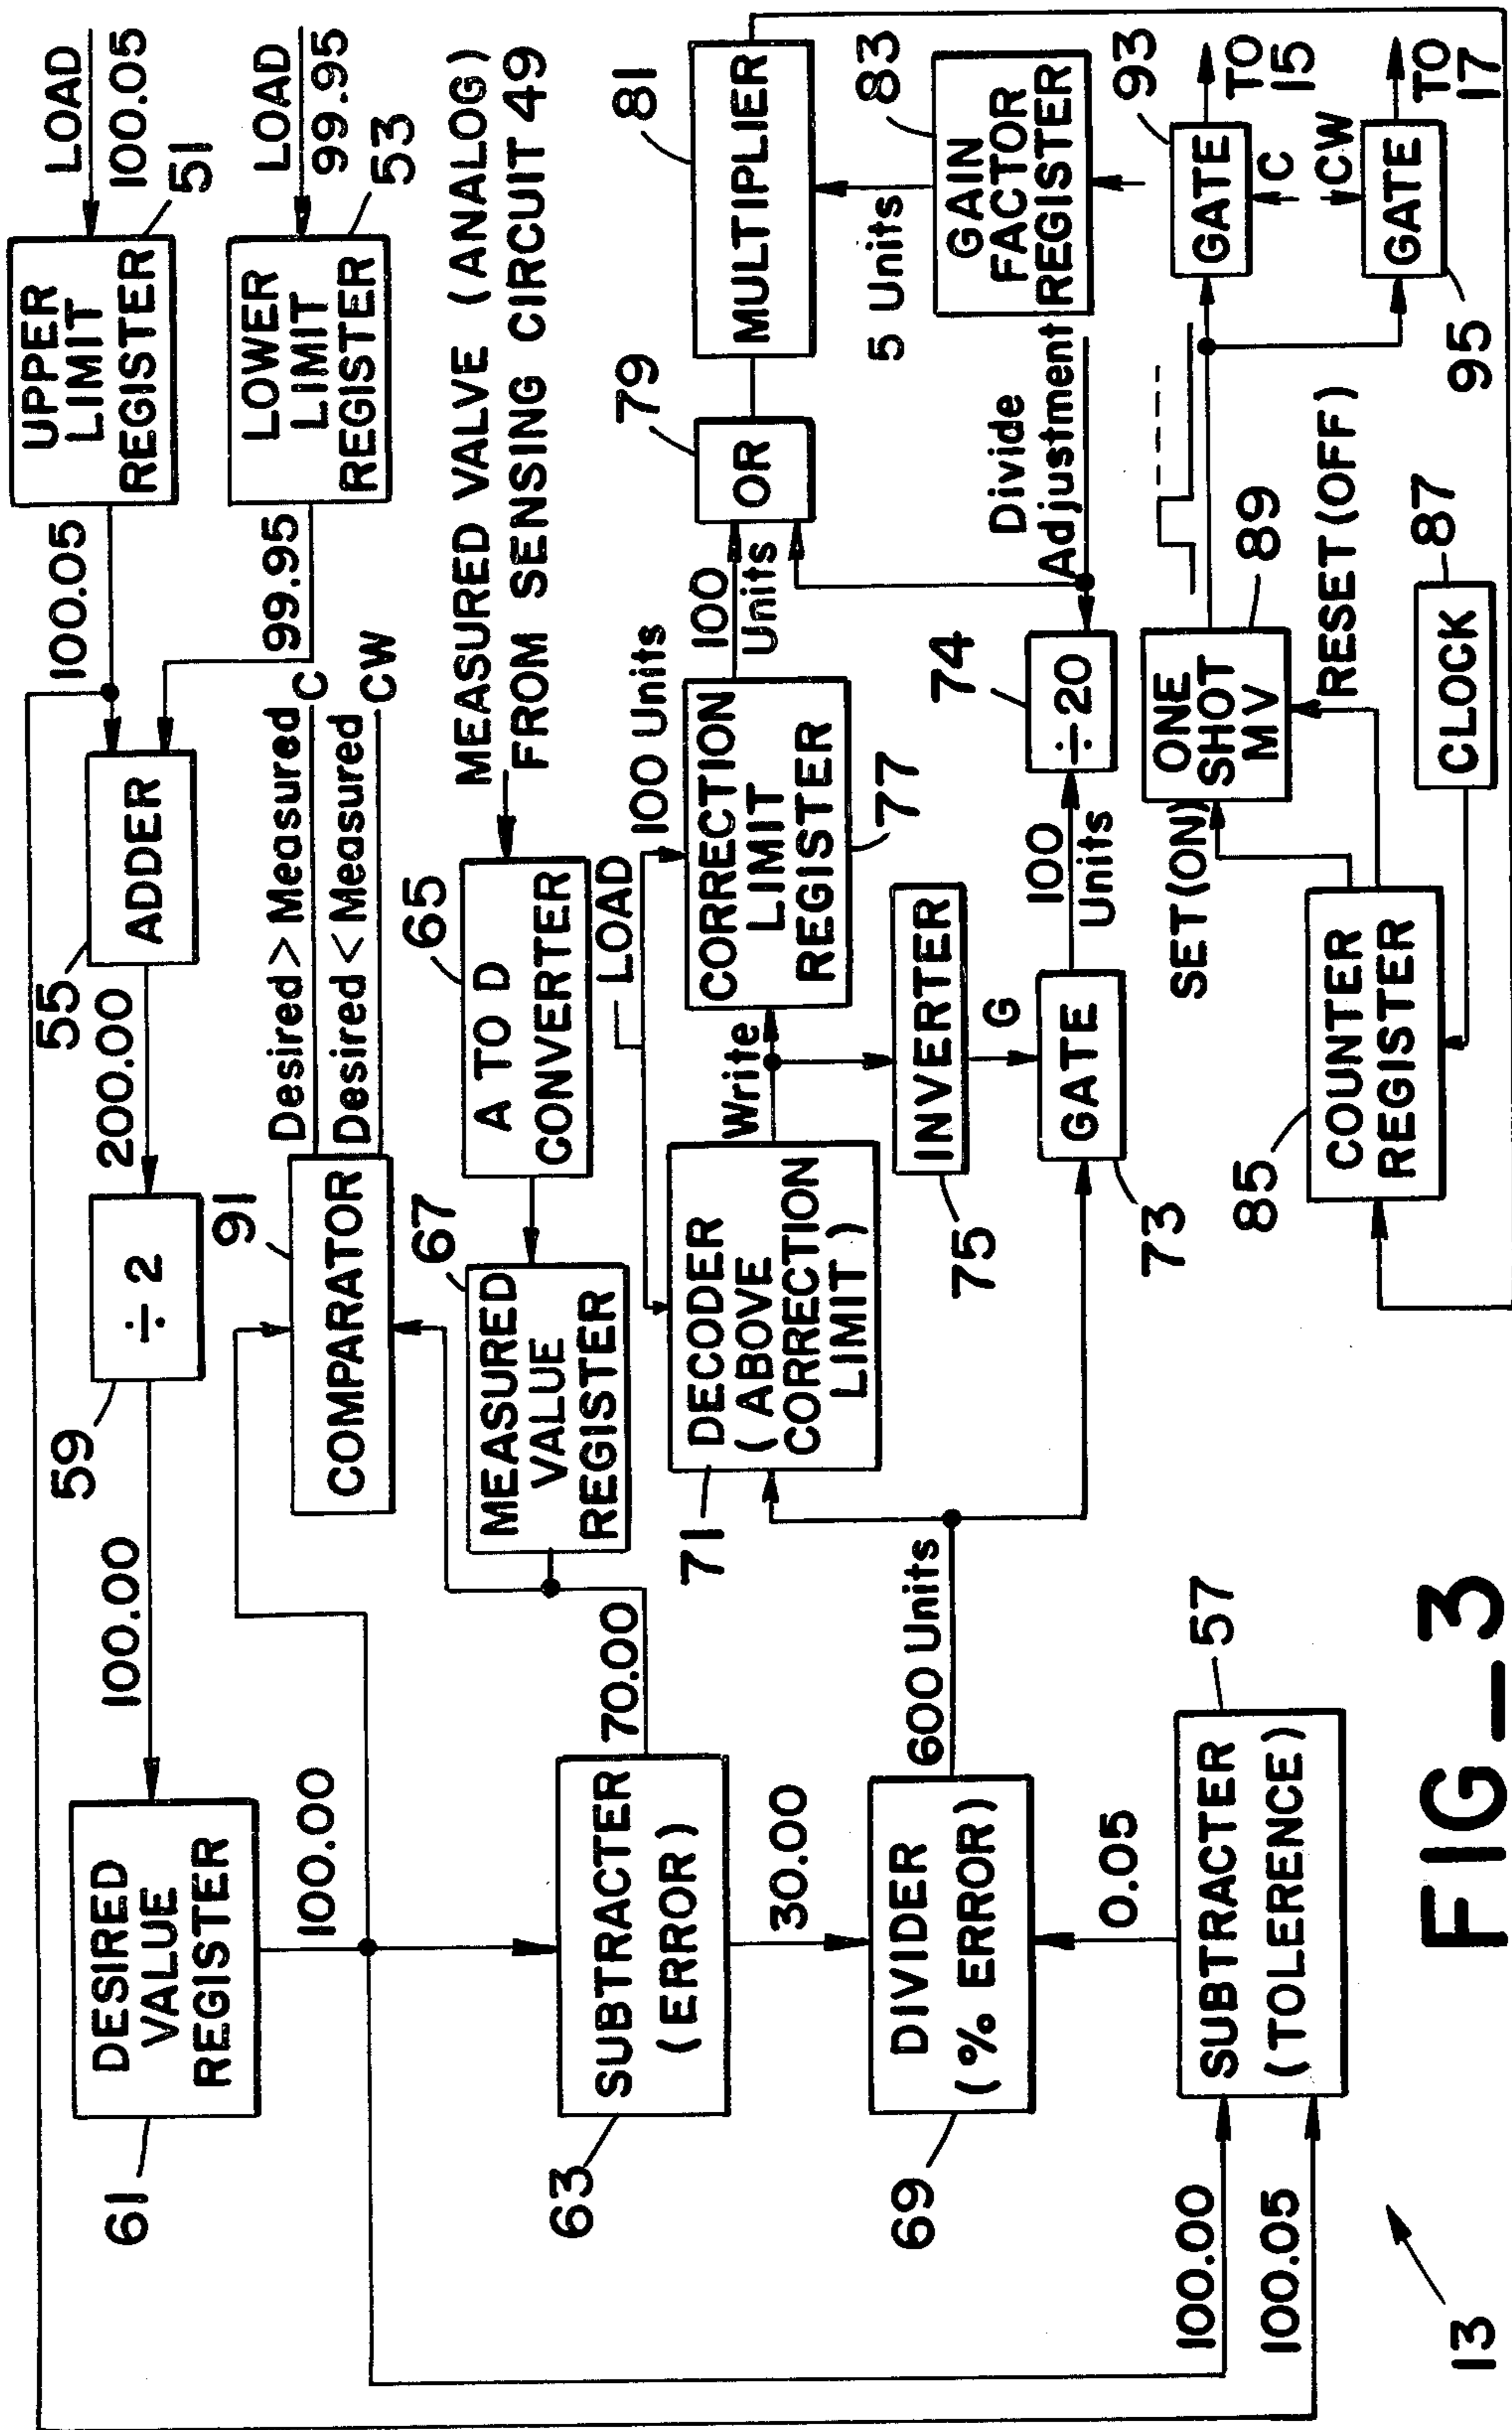 LOAD
100.05
51
UPPER
LIMIT
REGISTER
100.05
LOAD
99.95
53
LOWER
LIMIT
REGISTER
99.95
55
ADDER
200.00
59
÷ 2
100.00
61
DESIRED
VALUE
REGISTER
100.00
91
COMPARATOR
Desired > Measured C
Desired < Measured CW
MEASURED VALVE (ANALOG)
FROM SENSING CIRCUIT 49
65
A TO D
CONVERTER
67
MEASURED
VALUE
REGISTER
70.00
63
SUBTRACTER
(ERROR)
30.00
69
DIVIDER
(% ERROR)
600 Units
0.05
57
SUBTRACTER
(TOLERENCE)
100.00
100.05
71
DECODER
(ABOVE
CORRECTION
LIMIT)
LOAD
100 Units
Write
CORRECTION
LIMIT
REGISTER
77
100
Units
79
OR
81
MULTIPLIER
5 Units
83
GAIN
FACTOR
REGISTER
75
INVERTER
G
73
GATE
100
Units
74
÷20
Divide
Adjustment
85
COUNTER
REGISTER
SET (ON)
ONE
SHOT
MV
89
RESET (OFF)
CLOCK
87
93
GATE
TO
15
C
CW
GATE
TO
17
95
13
FIG_3